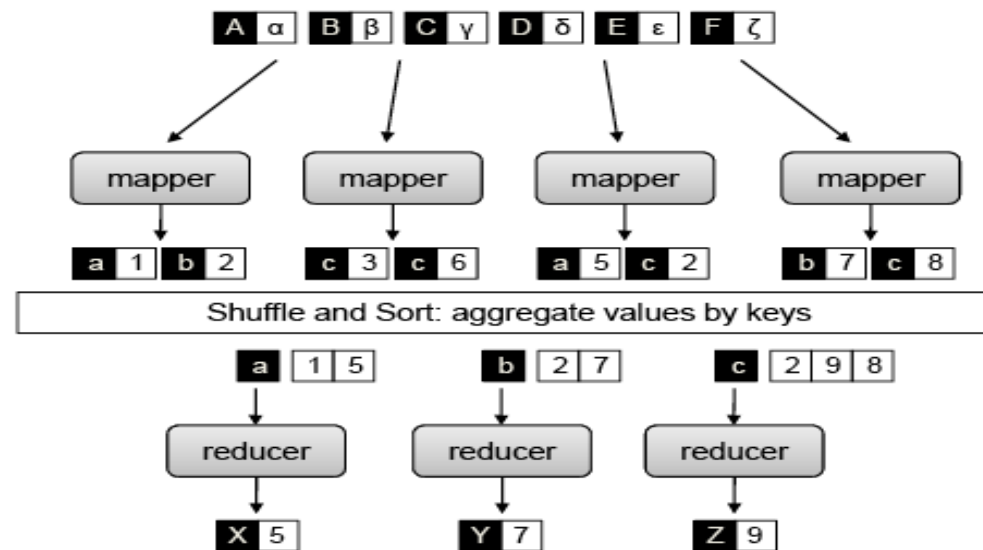 A α B β C γ D δ E ε F ζ
mapper mapper mapper mapper
a 1 b 2 c 3 c 6 a 5 c 2 b 7 c 8
Shuffle and Sort: aggregate values by keys
a 1 5 b 2 7 c 2 9 8
reducer reducer reducer
X 5 Y 7 Z 9